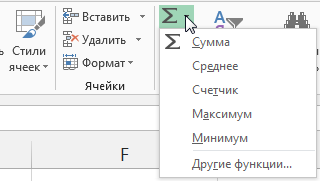 Стили
ячеек
Вставить
Удалить
Формат
Ячейки
Σ
А
Я
Σ Сумма
Среднее
Счетчик
Максимум
Минимум
Другие функции...
F